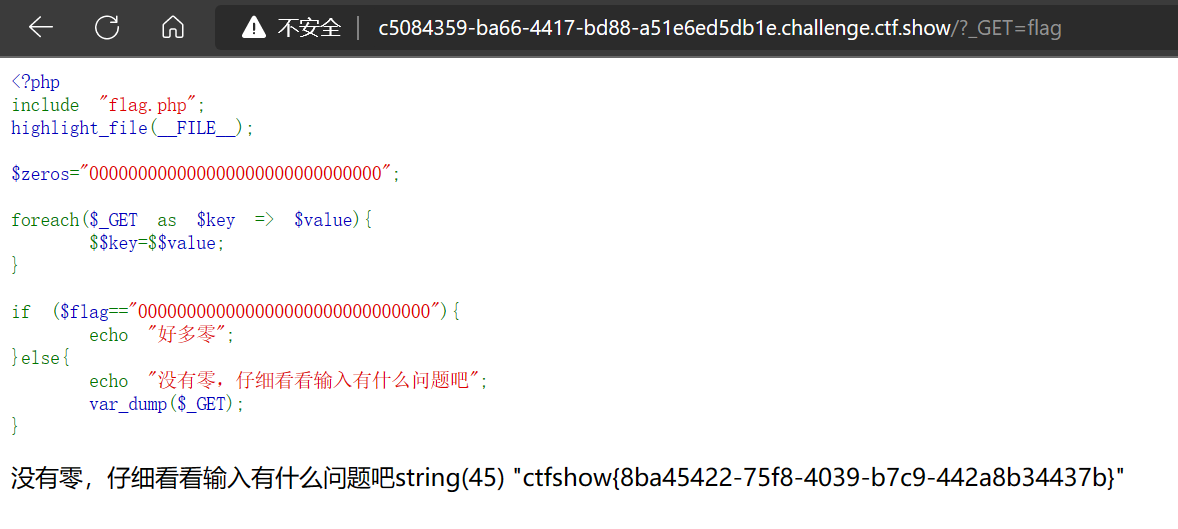 不安全 | c5084359-ba66-4417-bd88-a51e6ed5db1e.challenge.ctf.show/?_GET=flag
<?php
include "flag.php";
highlight_file(__FILE__);
$zeros="000000000000000000000000000000";
foreach($_GET as $key => $value){
$$key=$$value;
}
if ($flag=="000000000000000000000000000000"){
echo "好多零";
}else{
echo "没有零，仔细看看输入有什么问题吧";
var_dump($_GET);
}
没有零，仔细看看输入有什么问题吧string(45) "ctfshow{8ba45422-75f8-4039-b7c9-442a8b34437b}"